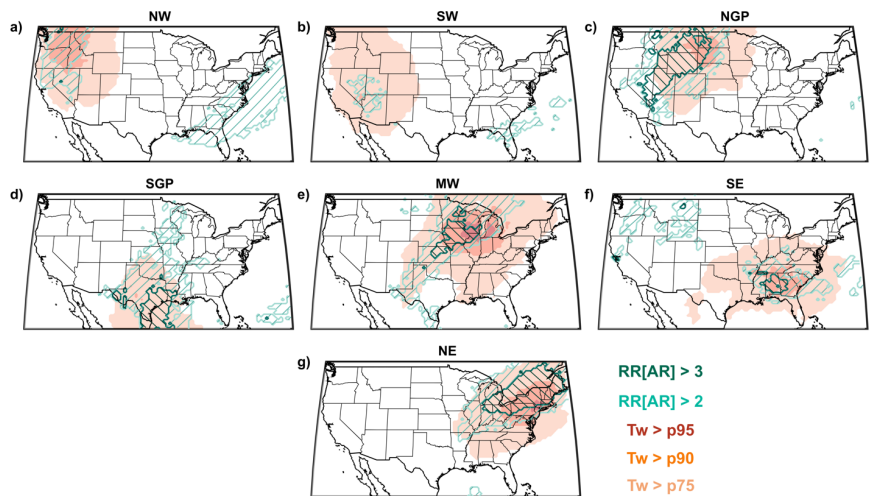 NW
SW
NGP
a)
b)
c)
SGP
MW
SE
d)
e)
f)
NE
g)
RR[AR] > 3
RR[AR] > 2
Tw > p95
Tw > p90
Tw > p75